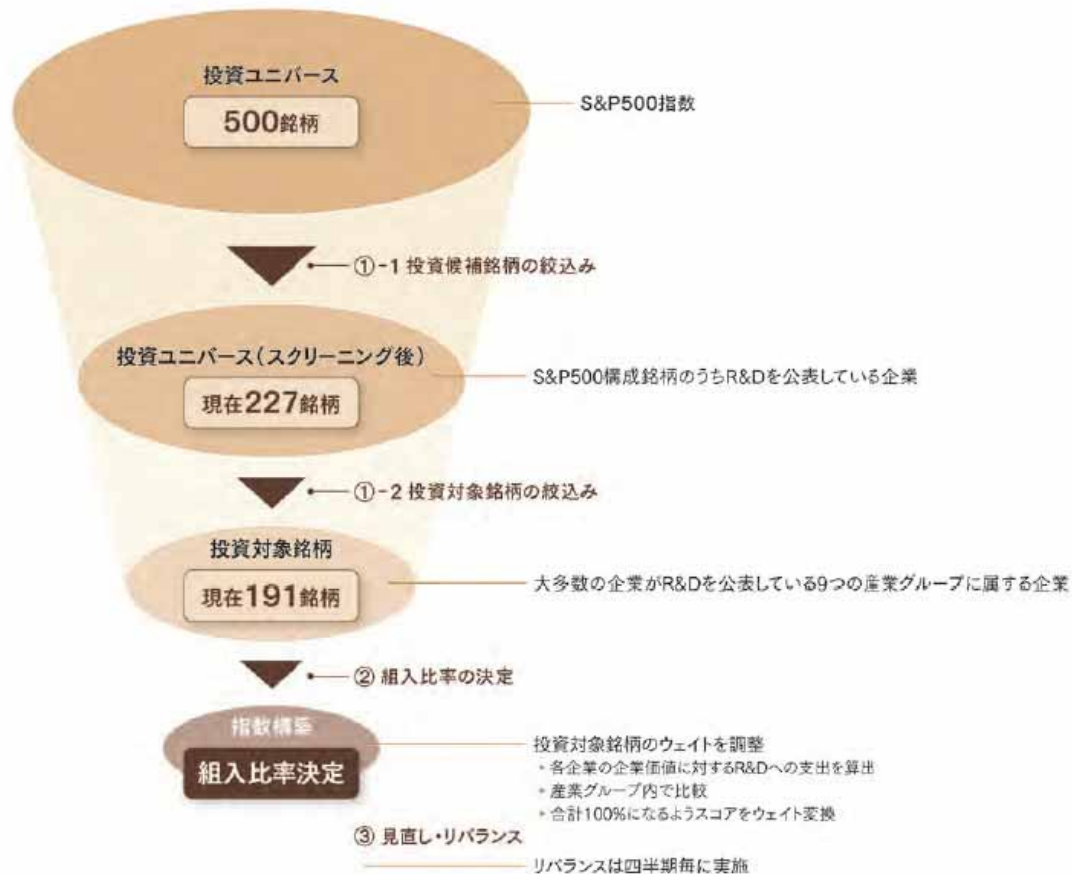 投資ユニバース
500銘柄
S&P500指数
①-1 投資候補銘柄の絞込み
投資ユニバース(スクリーニング後)
現在227銘柄
S&P500構成銘柄のうちR&Dを公表している企業
①-2 投資対象銘柄の絞込み
投資対象銘柄
現在191銘柄
大多数の企業がR&Dを公表している9つの産業グループに属する企業
② 組入比率の決定
指数構築
組入比率決定
投資対象銘柄のウェイトを調整
・各企業の企業価値に対するR&Dへの支出を算出
・産業グループ内で比較
・合計100%になるようスコアをウェイト変換
③ 見直し・リバランス
リバランスは四半期毎に実施